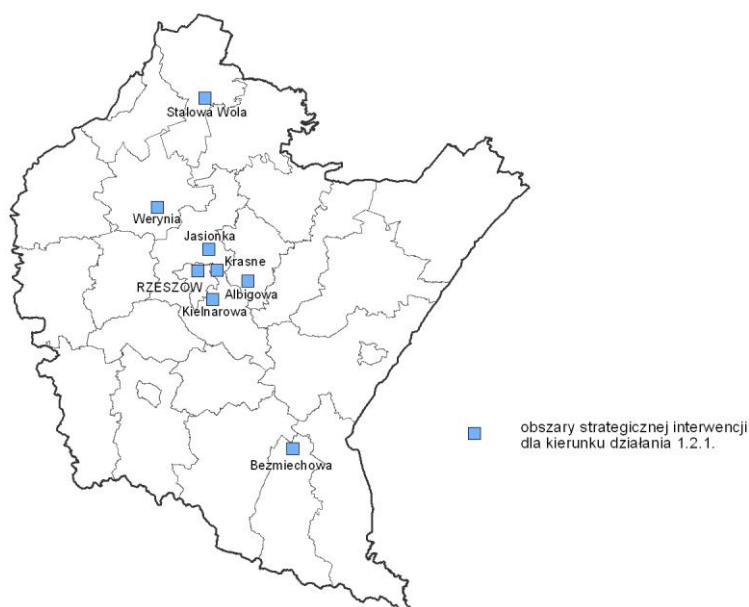 Stalowa Wola
Werynia
Jasionka
Krasne
RZESZÓW
Albigowa
Kielnarowa
obszary strategicznej interwencji
dla kierunku działania 1.2.1.
Bezmiechowa